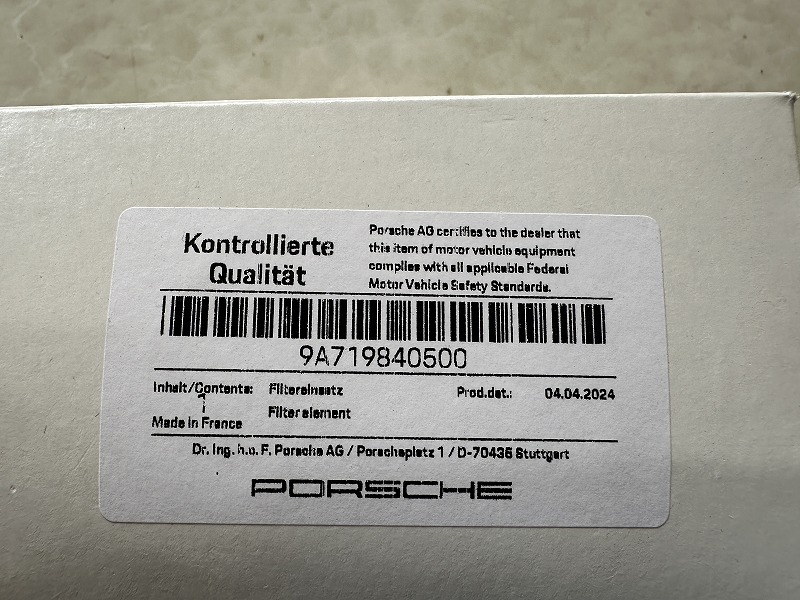 Kontrollierte
Qualität
Porsche AG certifies to the dealer that
this item of motor vehicle equipment
complies with all applicable Federal
Motor Vehicle Safety Standards.
9A719840500
Inhalt/Contents: Filtereinsatz Prod.dat.: 04.04.2024
Filter element
Made in France
Dr. Ing. h.c. F. Porsche AG / Porscheplatz 1 / D-70435 Stuttgart
PORSCHE